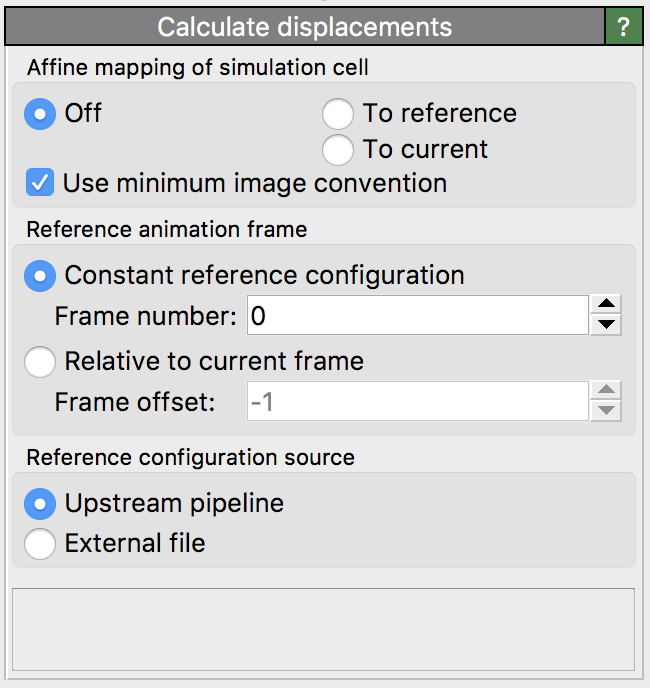 Calculate displacements ?
Affine mapping of simulation cell
Off To reference
To current
Use minimum image convention
Reference animation frame
Constant reference configuration
Frame number: 0
Relative to current frame
Frame offset: -1
Reference configuration source
Upstream pipeline
External file